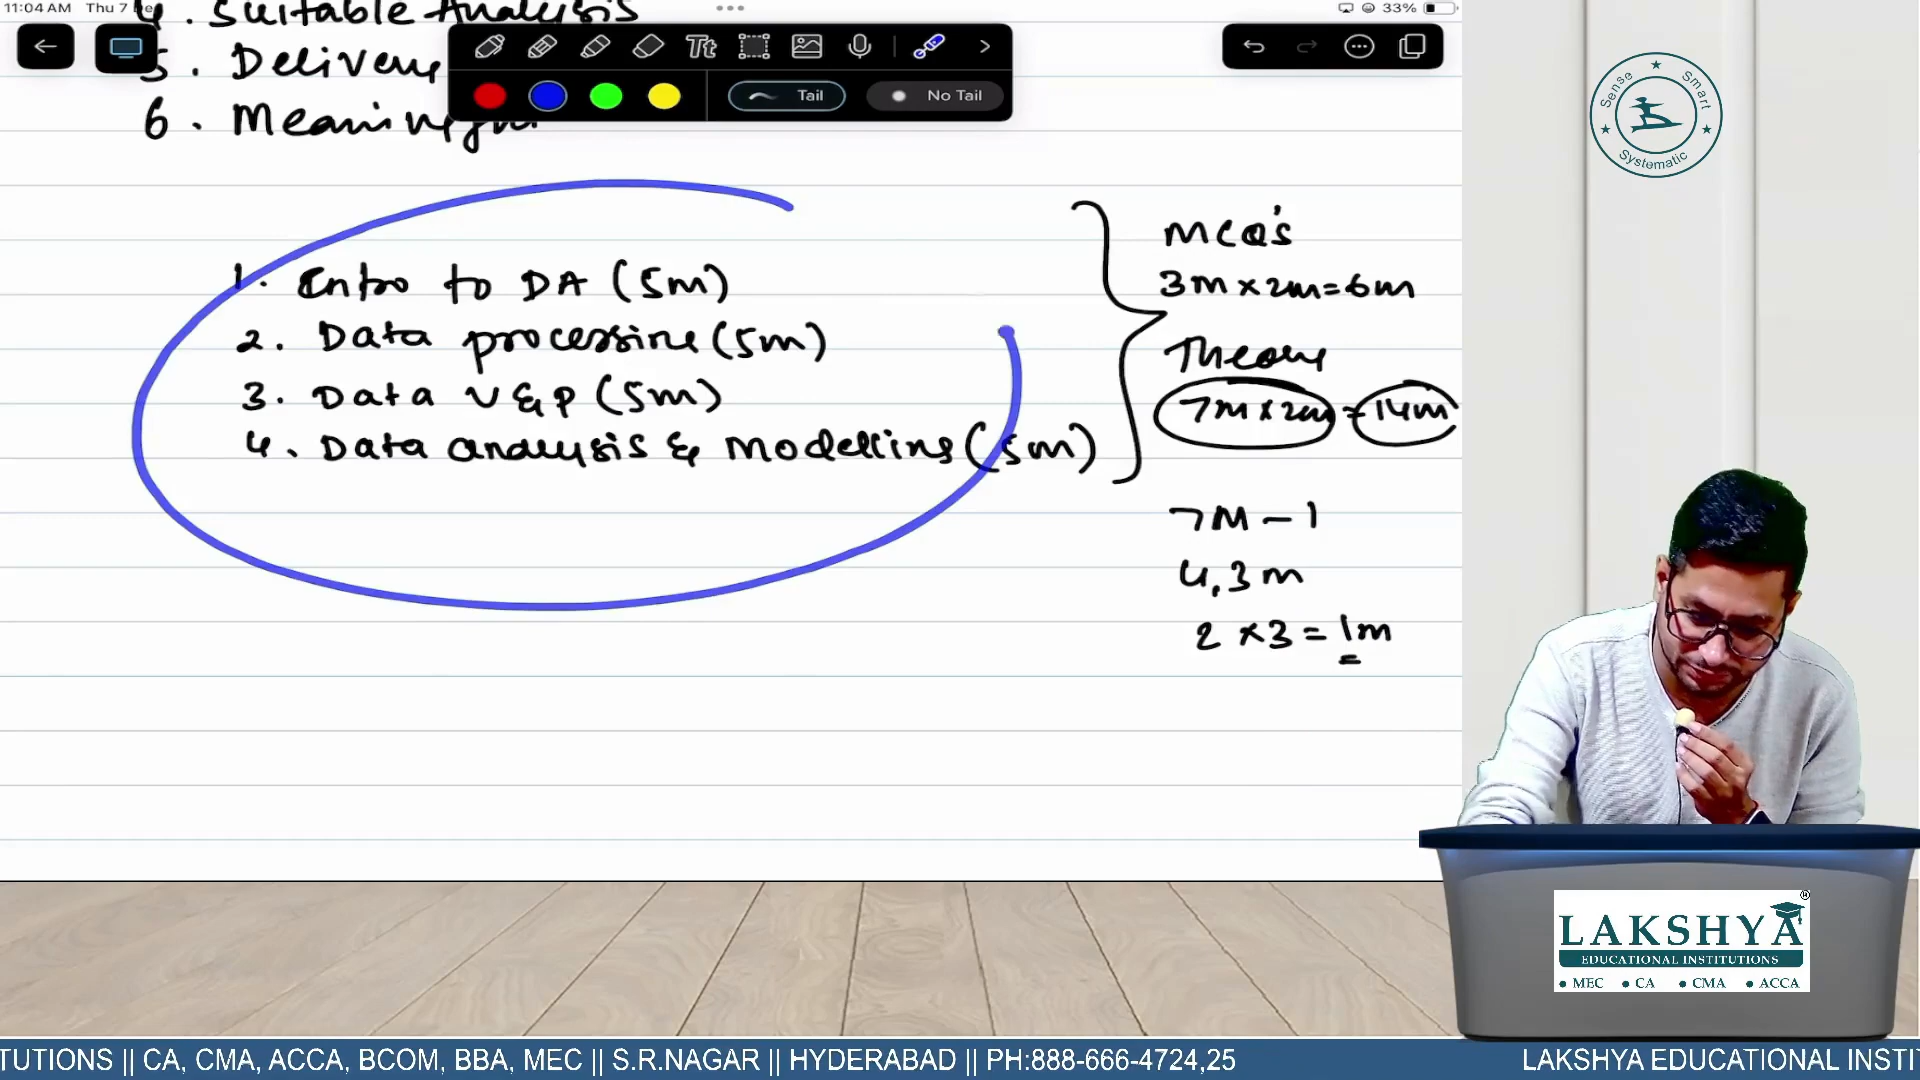 11:04 AM Thu 7 De
33%
4. Suitable Analysis
5. Delivery
6. Meaningful
Tt
Tail
No Tail
1. Intro to DA (5m)
2. Data processing (5m)
3. Data V & P (5m)
4. Data analysis & Modelling (5m)
MCQ's
3m × 2m = 6m
Theory
7m × 2m = 14m
7M - 1
4,3m
2 × 3 = 1m
Sense
Smart
Systematic
LAKSHYA®
EDUCATIONAL INSTITUTIONS
• MEC • CA • CMA • ACCA
TUTIONS || CA, CMA, ACCA, BCOM, BBA, MEC || S.R.NAGAR || HYDERABAD || PH:888-666-4724,25
LAKSHYA EDUCATIONAL INSTI